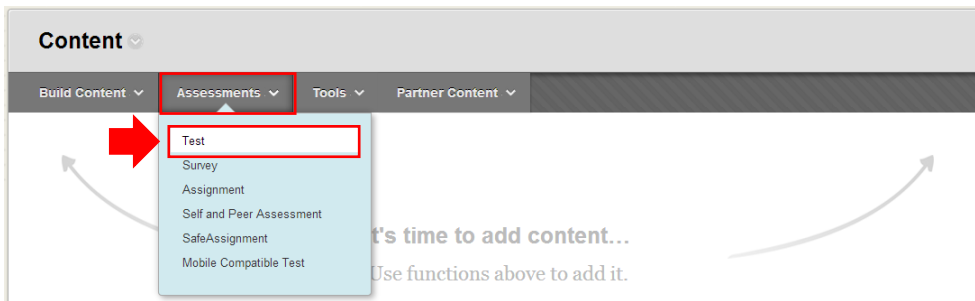 Content
Build Content Assessments Tools Partner Content
Test
Survey
Assignment
Self and Peer Assessment
SafeAssignment
Mobile Compatible Test
t's time to add content...
Use functions above to add it.